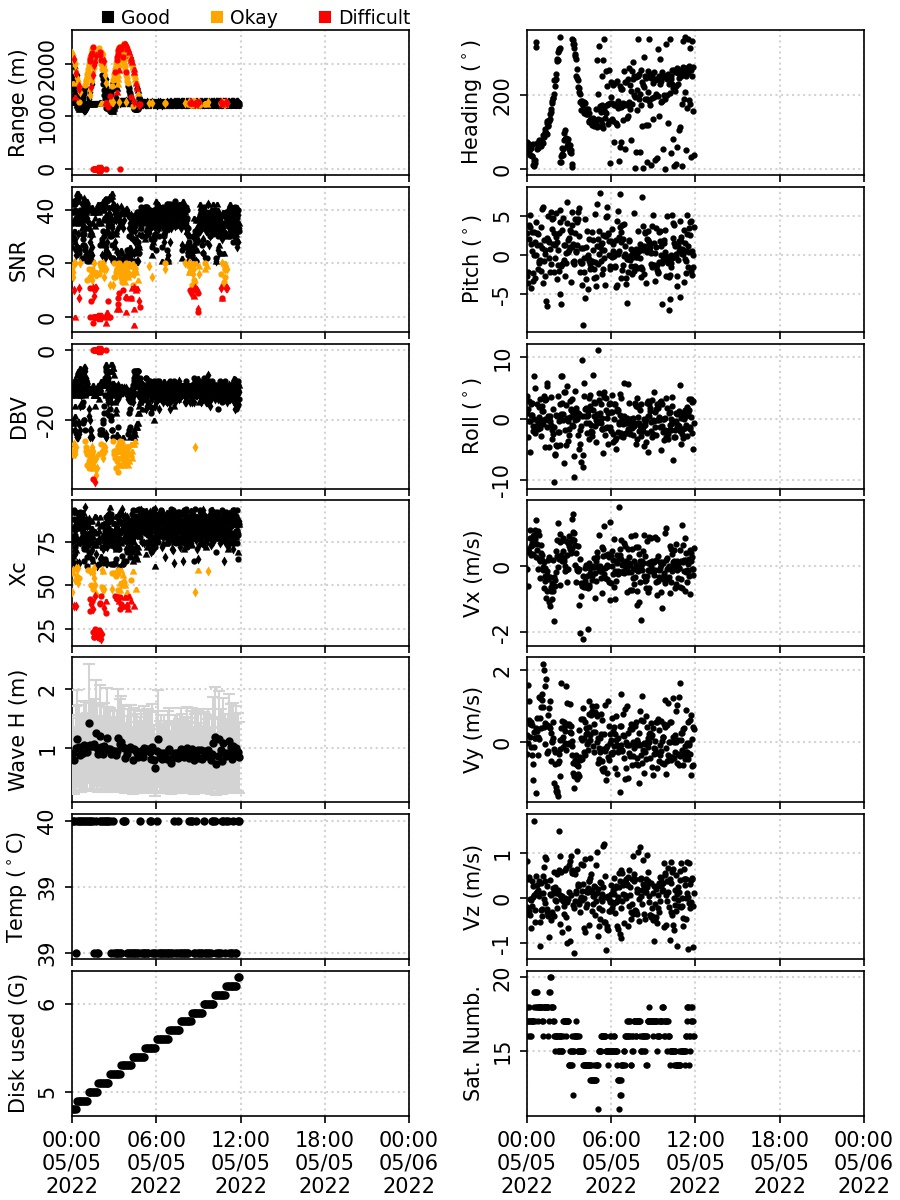 Good Okay Difficult
Range (m)
0
1000
2000
Heading (°)
0
200
SNR
0
20
40
Pitch (°)
-5
0
5
DBV
-20
0
Roll (°)
-10
0
10
Xc
25
50
75
Vx (m/s)
-2
0
Wave H (m)
1
2
Vy (m/s)
0
2
Temp (°C)
39
39
40
Vz (m/s)
-1
0
1
Disk used (G)
5
6
Sat. Numb.
15
20
00:00 06:00 12:00 18:00 00:00
05/05 05/05 05/05 05/05 05/06
2022 2022 2022 2022 2022
00:00 06:00 12:00 18:00 00:00
05/05 05/05 05/05 05/05 05/06
2022 2022 2022 2022 2022